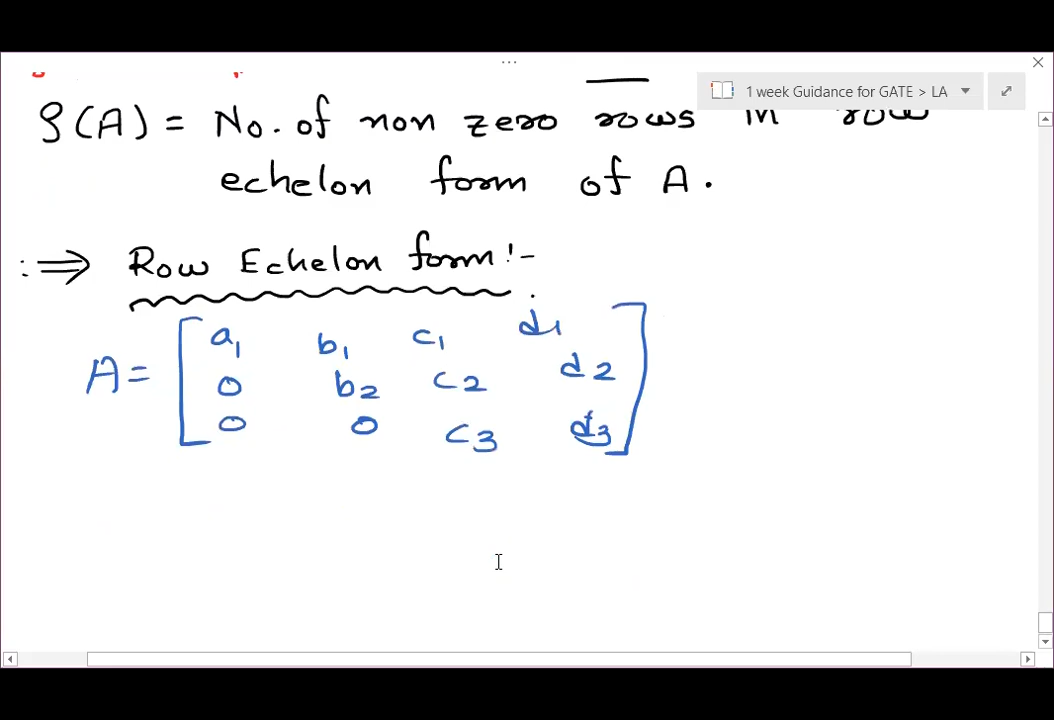 1 week Guidance for GATE > LA
ρ(A) = No. of non zero rows in row
echelon form of A.
:⇒ Row Echelon form :-
A = [ a1 b1 c1 d1
0 b2 c2 d2
0 0 c3 d3 ]